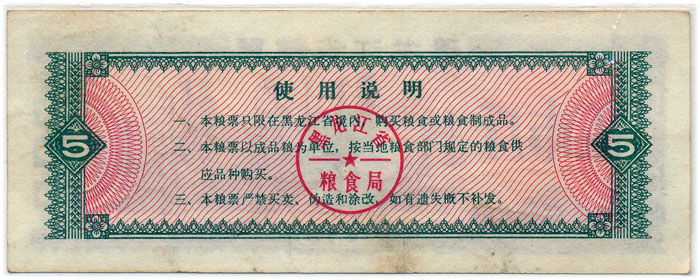 使用说明
一、本粮票只限在黑龙江省境内，购买粮食或粮食制成品。
二、本粮票以成品粮为单位，按当地粮食部门规定的粮食供
应品种购买。
三、本粮票严禁买卖、伪造和涂改，如有遗失概不补发。
黑龙江省
粮食局
5
5